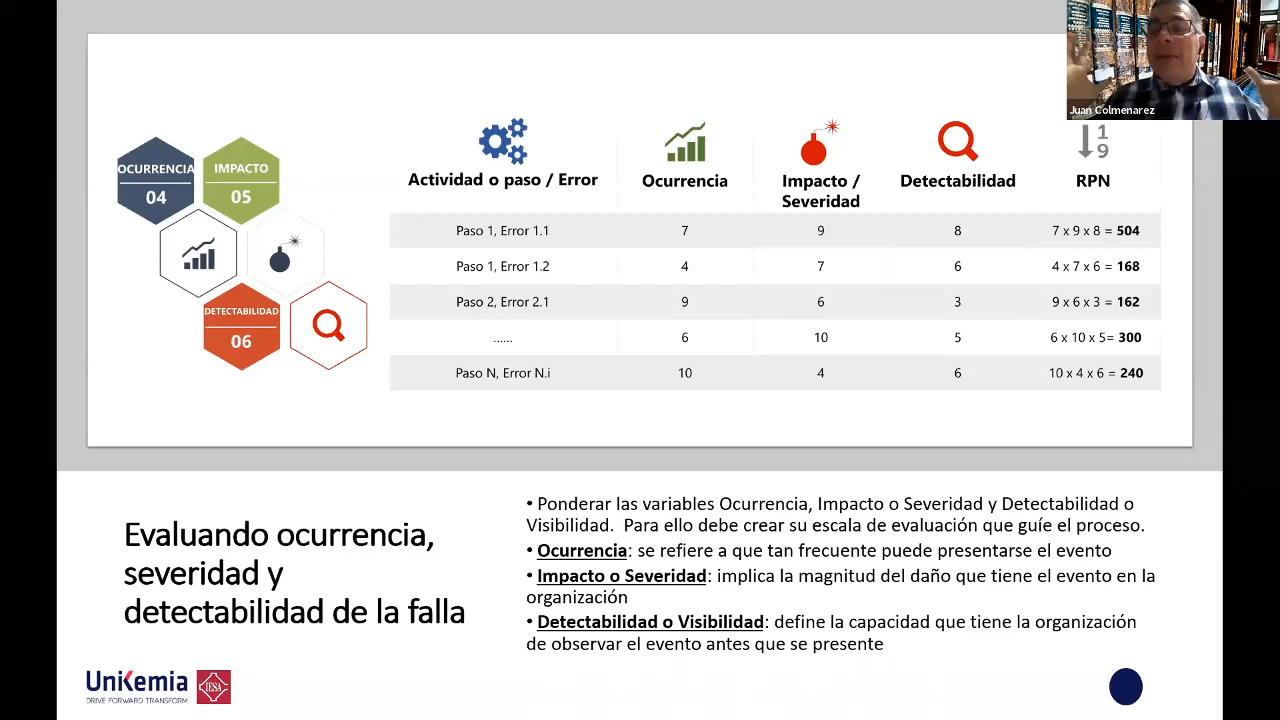 Juan Colmenarez
OCURRENCIA
04
IMPACTO
05
DETECTABILIDAD
06
Actividad o paso / Error
Ocurrencia
Impacto /
Severidad
Detectabilidad
1
9
RPN
Paso 1, Error 1.1 7 9 8 7 x 9 x 8 = 504
Paso 1, Error 1.2 4 7 6 4 x 7 x 6 = 168
Paso 2, Error 2.1 9 6 3 9 x 6 x 3 = 162
...... 6 10 5 6 x 10 x 5= 300
Paso N, Error N.i 10 4 6 10 x 4 x 6 = 240
Evaluando ocurrencia,
severidad y
detectabilidad de la falla
• Ponderar las variables Ocurrencia, Impacto o Severidad y Detectabilidad o
Visibilidad. Para ello debe crear su escala de evaluación que guíe el proceso.
• Ocurrencia: se refiere a que tan frecuente puede presentarse el evento
• Impacto o Severidad: implica la magnitud del daño que tiene el evento en la
organización
• Detectabilidad o Visibilidad: define la capacidad que tiene la organización
de observar el evento antes que se presente
UniKemia
DRIVE FORWARD TRANSFORM
IESA